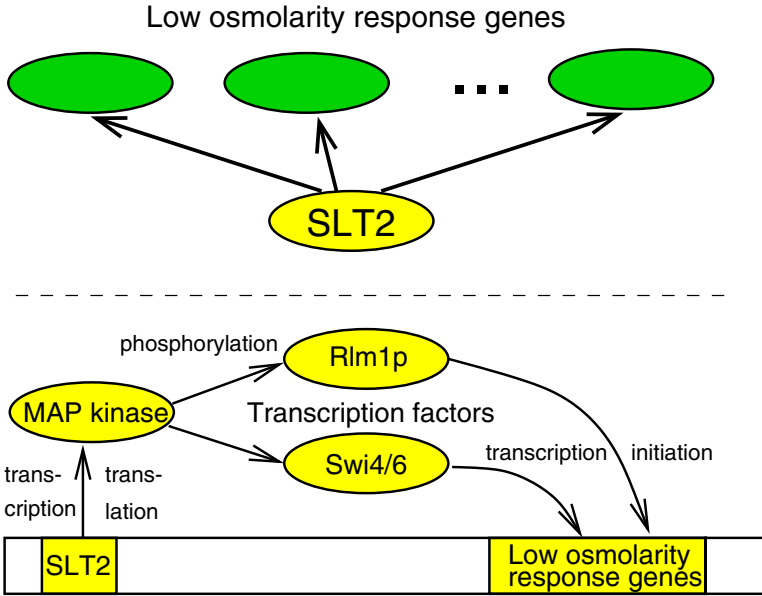 Low osmolarity response genes
...
SLT2
phosphorylation
Rlm1p
MAP kinase
Transcription factors
Swi4/6
transcription
initiation
trans-
cription
trans-
lation
SLT2
Low osmolarity
response genes